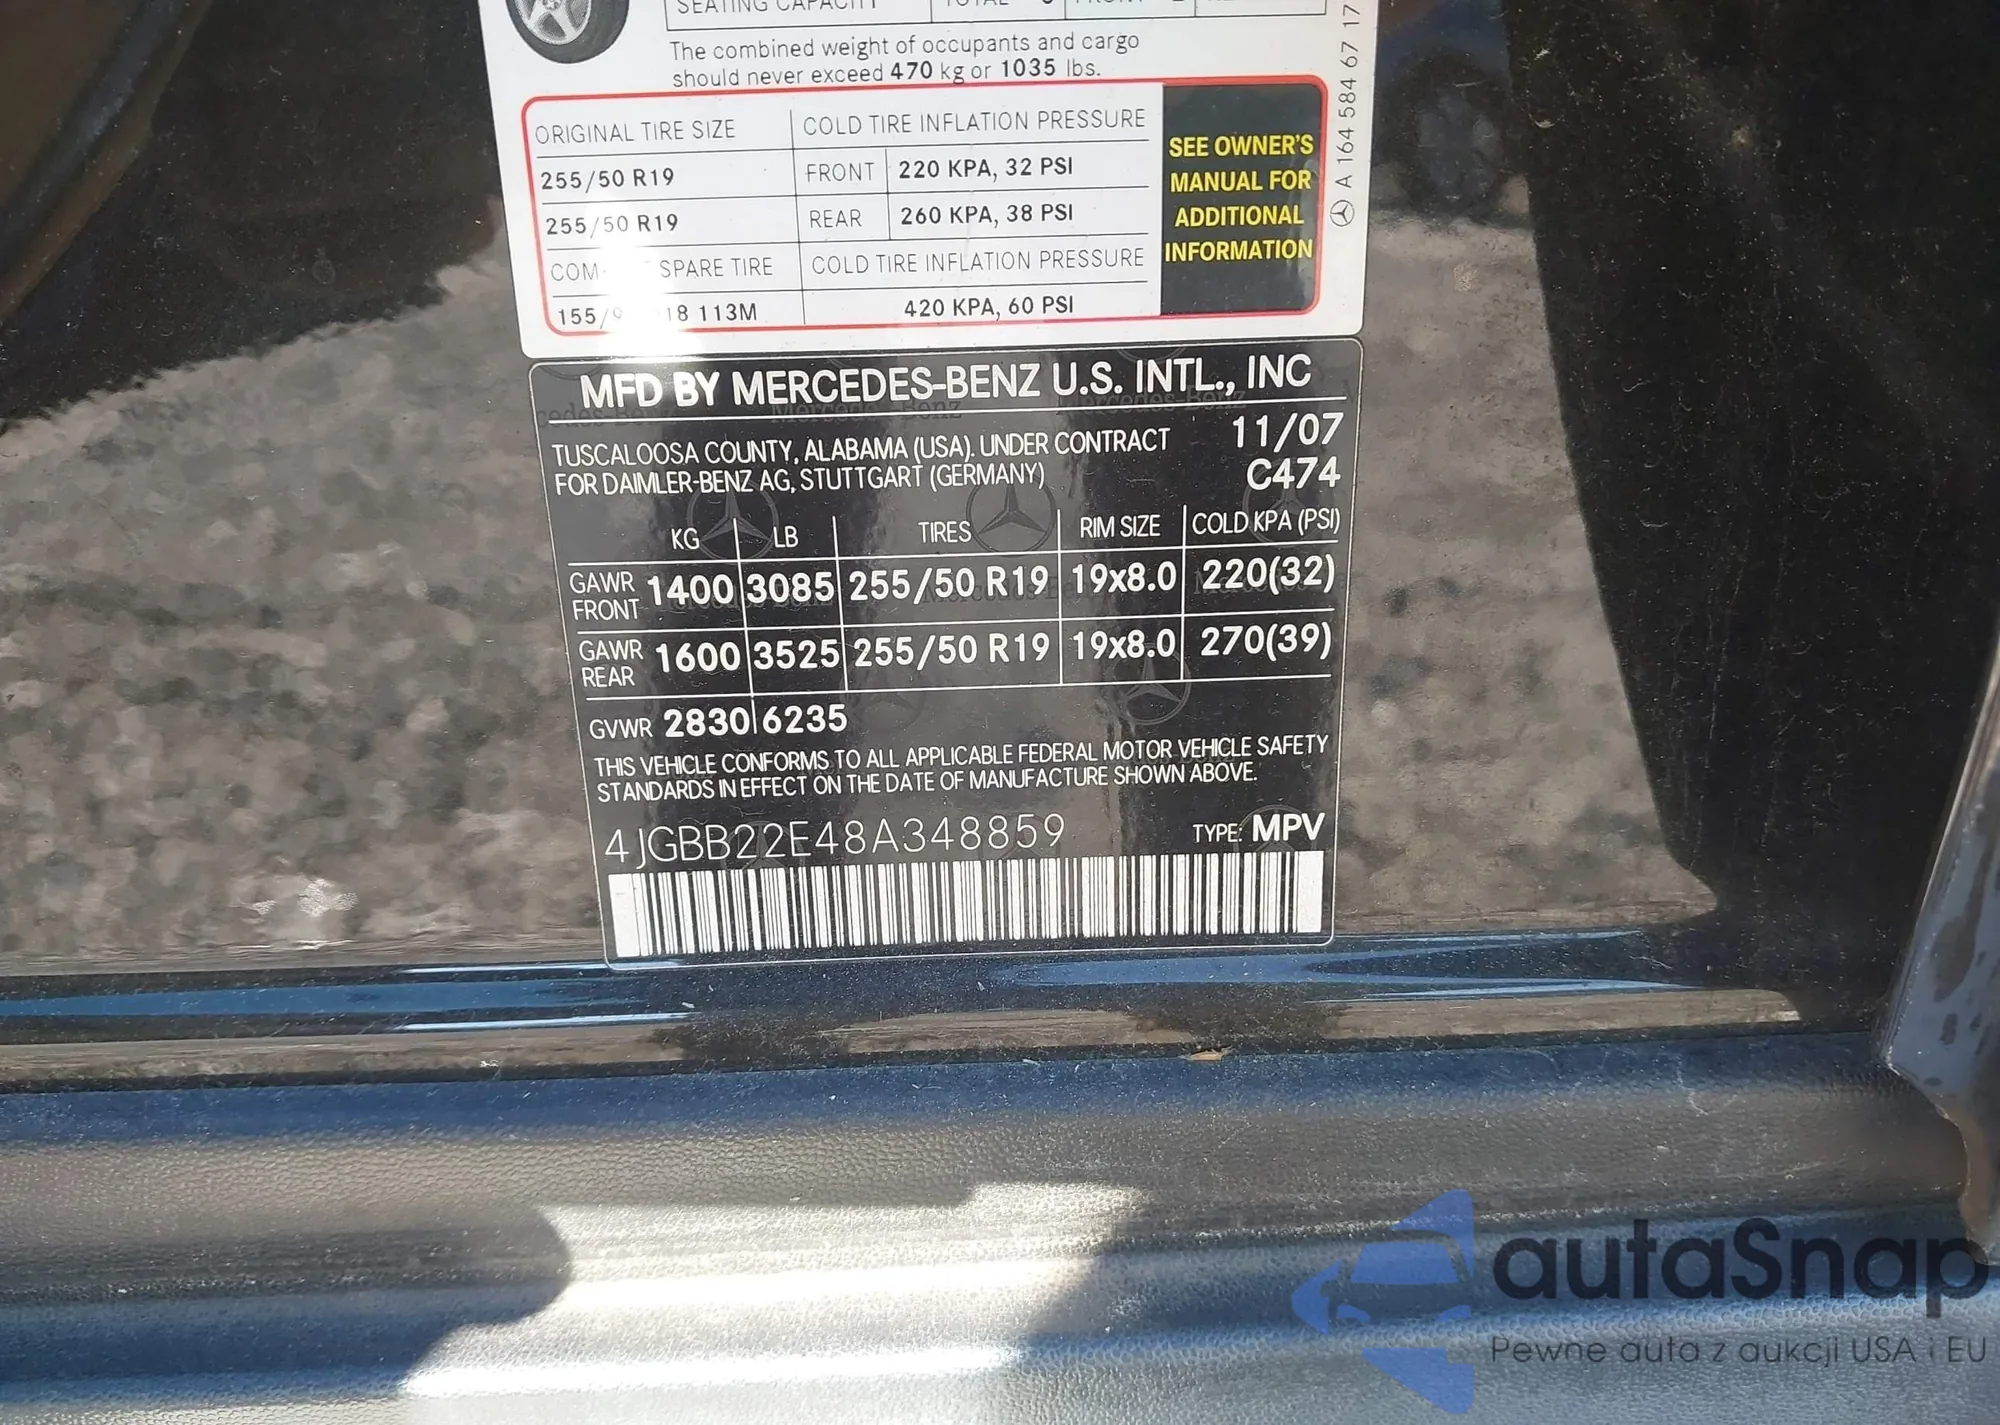 SEATING CAPACITY TOTAL
The combined weight of occupants and cargo
should never exceed 470 kg or 1035 lbs.
ORIGINAL TIRE SIZE COLD TIRE INFLATION PRESSURE
255/50 R19 FRONT 220 KPA, 32 PSI
255/50 R19 REAR 260 KPA, 38 PSI
SPARE TIRE COLD TIRE INFLATION PRESSURE
113M 420 KPA, 60 PSI
SEE OWNER'S
MANUAL FOR
ADDITIONAL
INFORMATION
A 164 584 67 17
MFD BY MERCEDES-BENZ U.S. INTL., INC
TUSCALOOSA COUNTY, ALABAMA (USA). UNDER CONTRACT 11/07
FOR DAIMLER-BENZ AG, STUTTGART (GERMANY) C474
KG LB TIRES RIM SIZE COLD KPA (PSI)
GAWR FRONT 1400 3085 255/50 R19 19x8.0 220(32)
GAWR REAR 1600 3525 255/50 R19 19x8.0 270(39)
GVWR 2830 6235
THIS VEHICLE CONFORMS TO ALL APPLICABLE FEDERAL MOTOR VEHICLE SAFETY
STANDARDS IN EFFECT ON THE DATE OF MANUFACTURE SHOWN ABOVE.
4JGBB22E48A348859 TYPE: MPV
autaSnap
Pewne auta z aukcji USA i EU